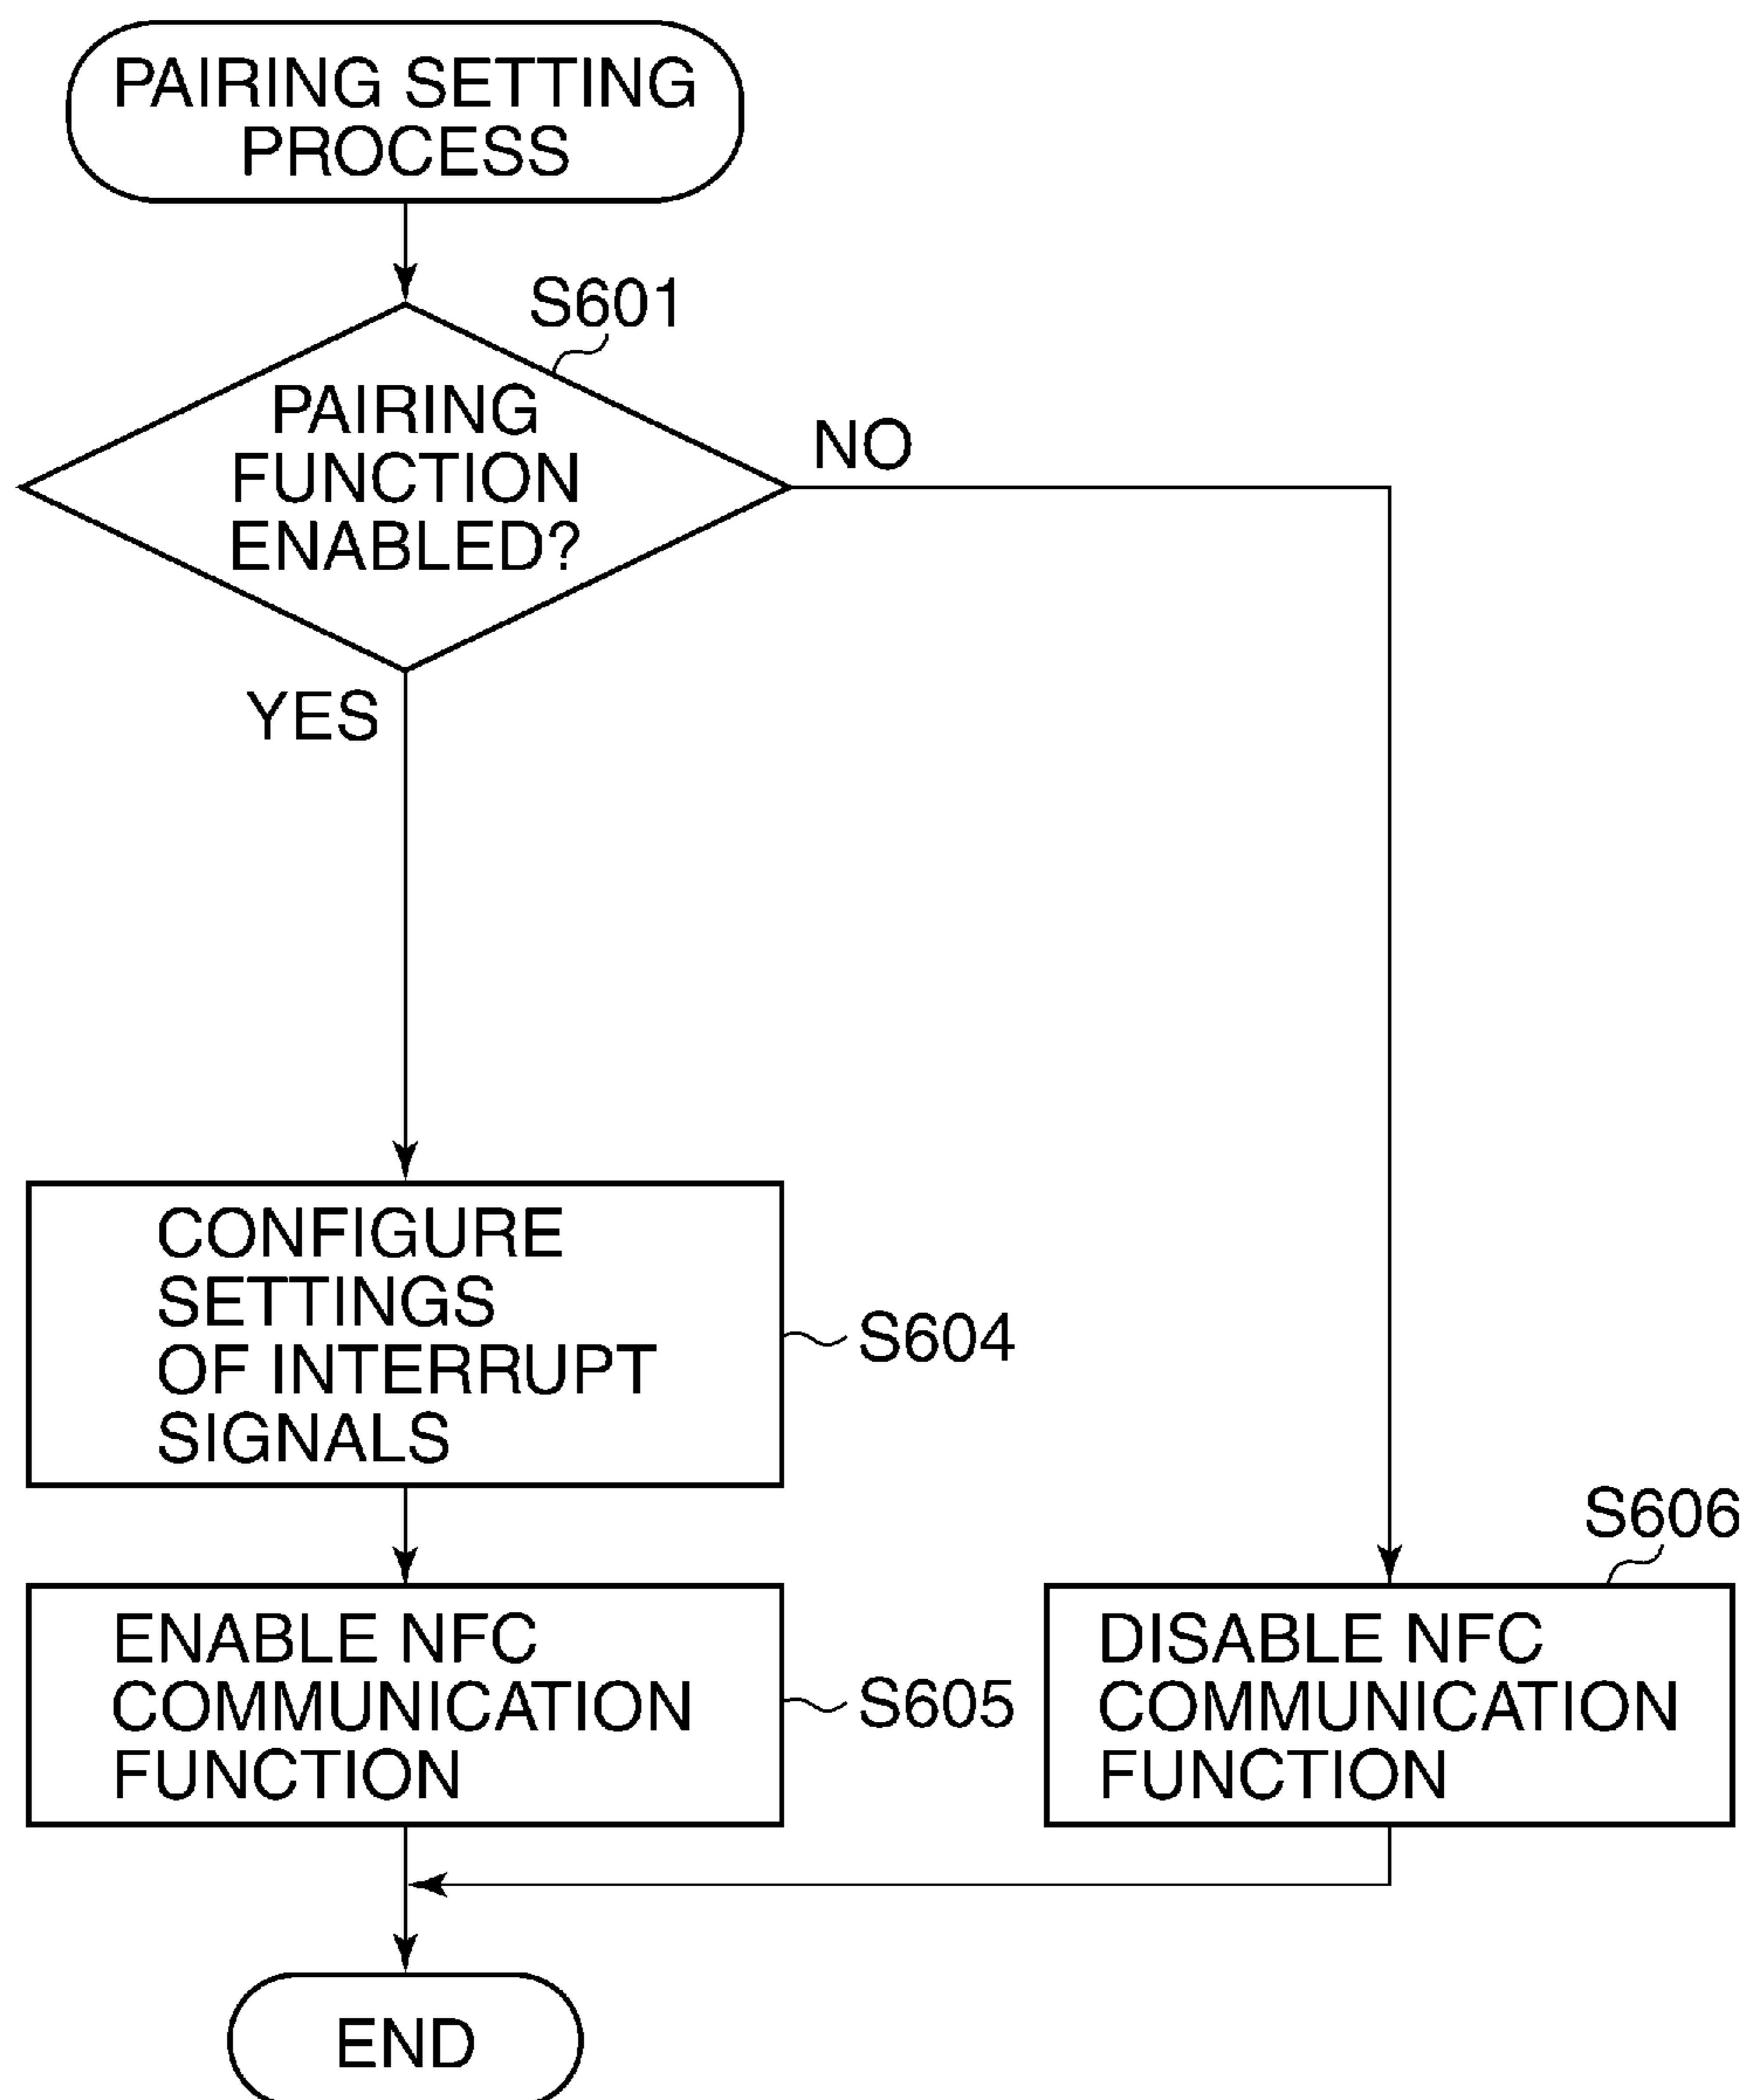 PAIRING SETTING
PROCESS
S601
PAIRING
FUNCTION
ENABLED?
NO
YES
CONFIGURE
SETTINGS
OF INTERRUPT
SIGNALS
S604
S606
ENABLE NFC
COMMUNICATION
FUNCTION
S605
DISABLE NFC
COMMUNICATION
FUNCTION
END